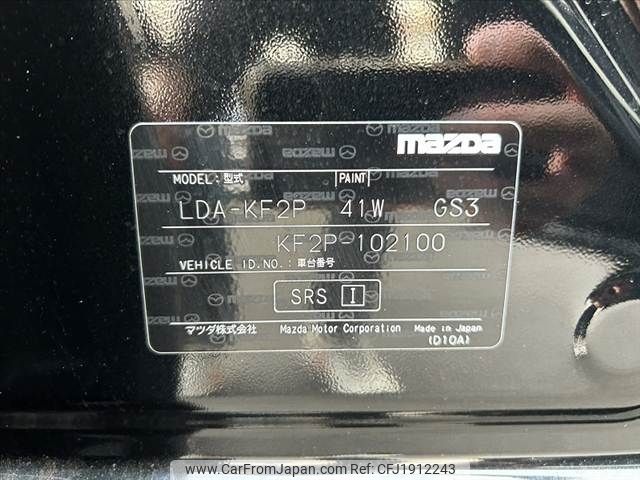 mazda
MODEL:型式 PAINT
LDA-KF2P 41W GS3
KF2P-102100
VEHICLE ID.NO.:車台番号
SRS I
マツダ株式会社 Mazda Motor Corporation Made in Japan
(D10A)
www.CarFromJapan.com Ref:CFJ1912243